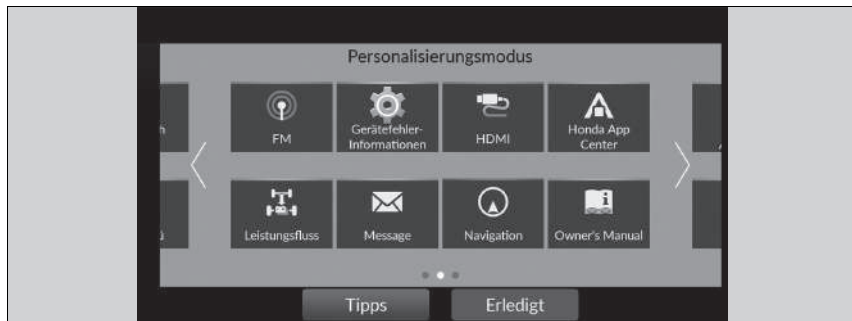 Personalisierungsmodus
FM
Gerätefehler-
Informationen
HDMI
Honda App
Center
Leistungsfluss
Message
Navigation
Owner's Manual
Tipps
Erledigt